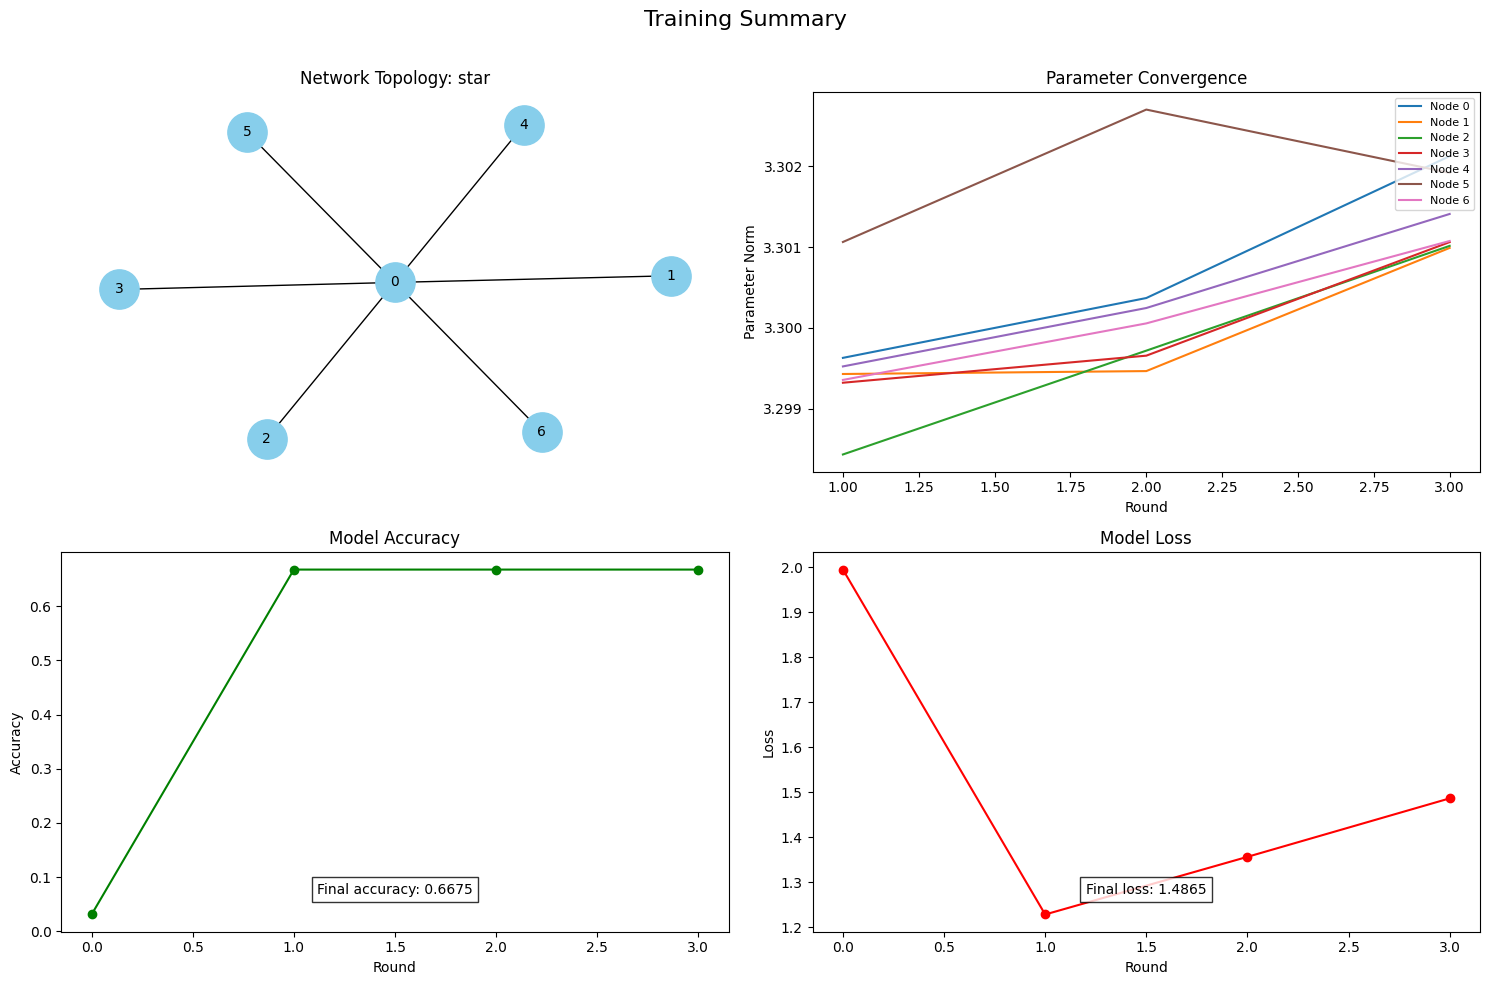 Training Summary
Network Topology: star
5
4
3
0
1
2
6
Parameter Convergence
Parameter Norm
3.302
3.301
3.300
3.299
Node 0
Node 1
Node 2
Node 3
Node 4
Node 5
Node 6
1.00 1.25 1.50 1.75 2.00 2.25 2.50 2.75 3.00
Round
Model Accuracy
Accuracy
0.6
0.5
0.4
0.3
0.2
0.1
0.0
Final accuracy: 0.6675
0.0 0.5 1.0 1.5 2.0 2.5 3.0
Round
Model Loss
Loss
2.0
1.9
1.8
1.7
1.6
1.5
1.4
1.3
1.2
Final loss: 1.4865
0.0 0.5 1.0 1.5 2.0 2.5 3.0
Round